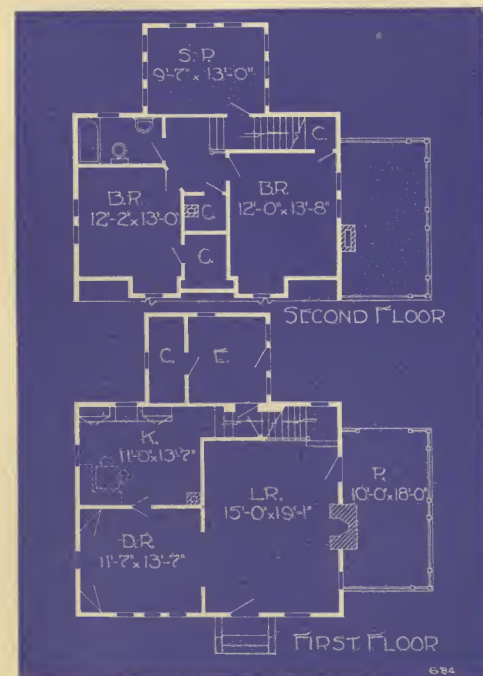 S.P.
9'-7" x 13'-0"
C.
B.R.
12'-2" x 13'-0"
B.R.
12'-0" x 13'-8"
C.
C.
SECOND FLOOR
C.
E.
K.
11'-0" x 13'-7"
L.R.
15'-0" x 19'-1"
P.
10'-0" x 18'-0"
D.R.
11'-7" x 13'-7"
FIRST FLOOR
684